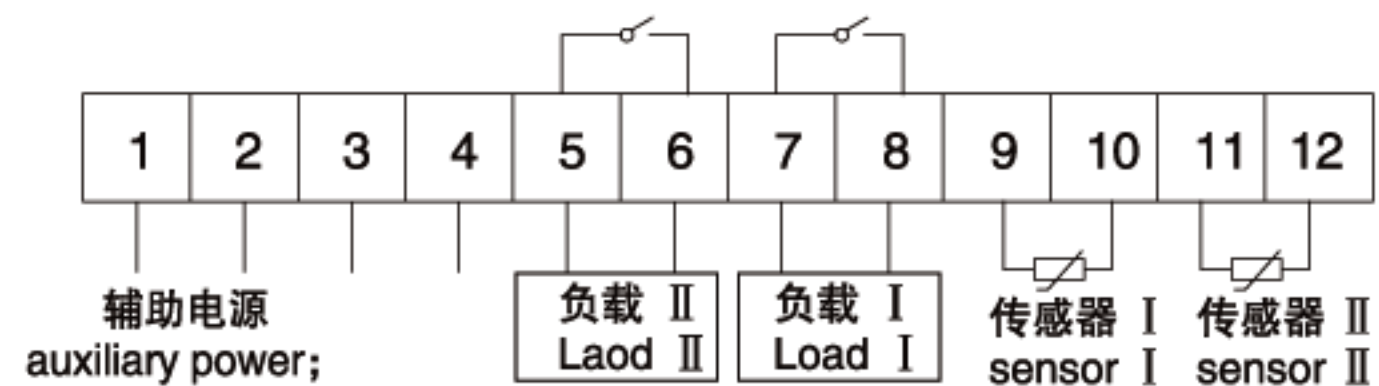 1 2 3 4 5 6 7 8 9 10 11 12
辅助电源
auxiliary power;
负载 Ⅱ
Laod Ⅱ
负载 Ⅰ
Load Ⅰ
传感器 Ⅰ
sensor Ⅰ
传感器 Ⅱ
sensor Ⅱ